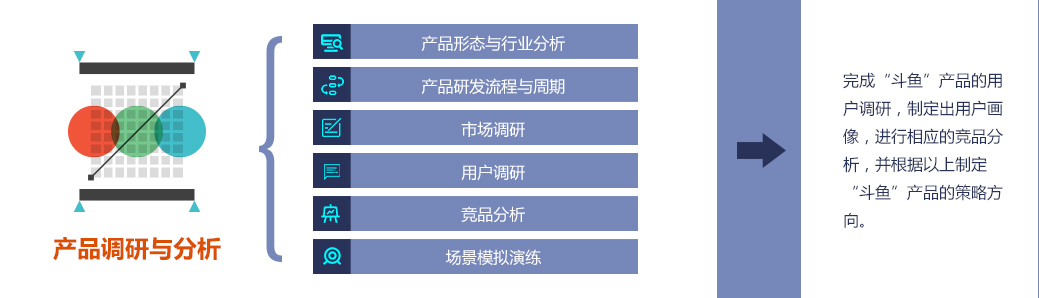 产品调研与分析
产品形态与行业分析
产品研发流程与周期
市场调研
用户调研
竞品分析
场景模拟演练
完成“斗鱼”产品的用
户调研，制定出用户画
像，进行相应的竞品分
析，并根据以上制定
“斗鱼”产品的策略方
向。